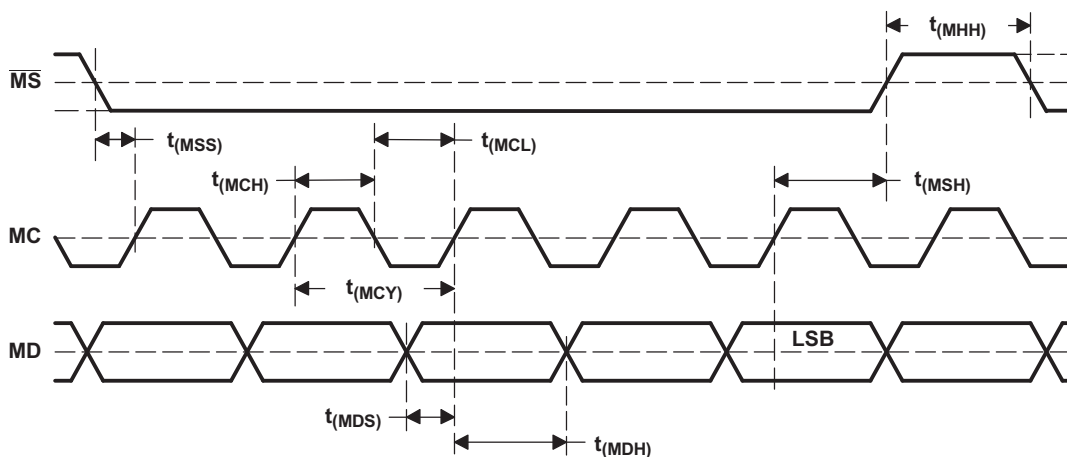 t(MHH)
MS
t(MSS)
t(MCL)
t(MCH)
t(MSH)
MC
t(MCY)
MD
LSB
t(MDS)
t(MDH)